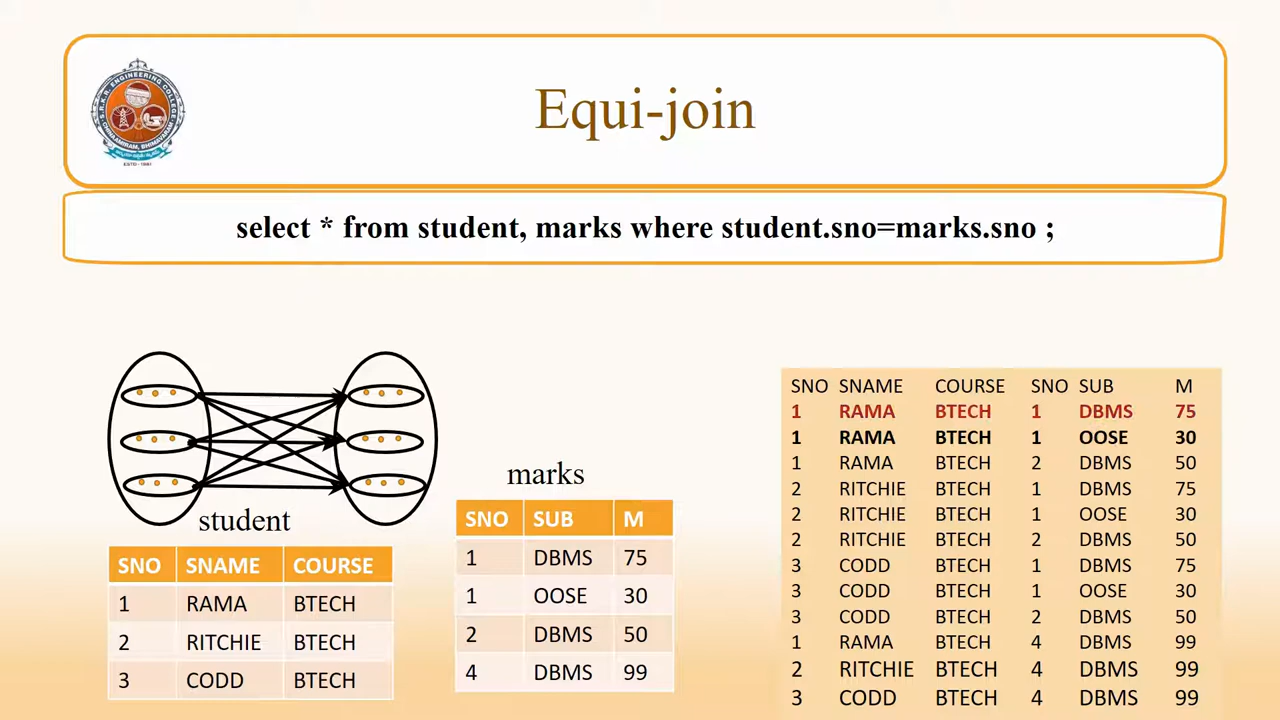 S.R.K.R. ENGINEERING COLLEGE
CHINAMIRAM, BHIMAVARAM
ESTD - 1980
Equi-join
select * from student, marks where student.sno=marks.sno ;
student
SNO SNAME COURSE
1 RAMA BTECH
2 RITCHIE BTECH
3 CODD BTECH
marks
SNO SUB M
1 DBMS 75
1 OOSE 30
2 DBMS 50
4 DBMS 99
SNO SNAME COURSE SNO SUB M
1 RAMA BTECH 1 DBMS 75
1 RAMA BTECH 1 OOSE 30
1 RAMA BTECH 2 DBMS 50
2 RITCHIE BTECH 1 DBMS 75
2 RITCHIE BTECH 1 OOSE 30
2 RITCHIE BTECH 2 DBMS 50
3 CODD BTECH 1 DBMS 75
3 CODD BTECH 1 OOSE 30
3 CODD BTECH 2 DBMS 50
1 RAMA BTECH 4 DBMS 99
2 RITCHIE BTECH 4 DBMS 99
3 CODD BTECH 4 DBMS 99